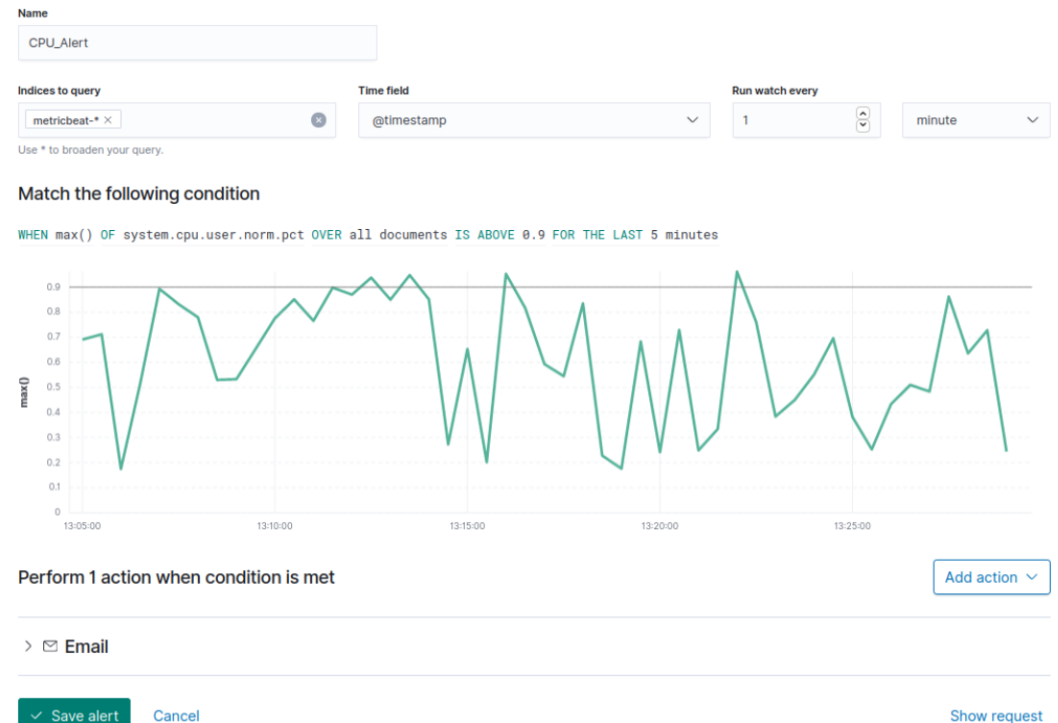 Name
CPU_Alert
Indices to query Time field Run watch every
metricbeat-* × @timestamp 1 minute
Use * to broaden your query.
Match the following condition
WHEN max() OF system.cpu.user.norm.pct OVER all documents IS ABOVE 0.9 FOR THE LAST 5 minutes
max()
0.9
0.8
0.7
0.6
0.5
0.4
0.3
0.2
0.1
0
13:05:00 13:10:00 13:15:00 13:20:00 13:25:00
Perform 1 action when condition is met Add action
Email
Save alert Cancel Show request